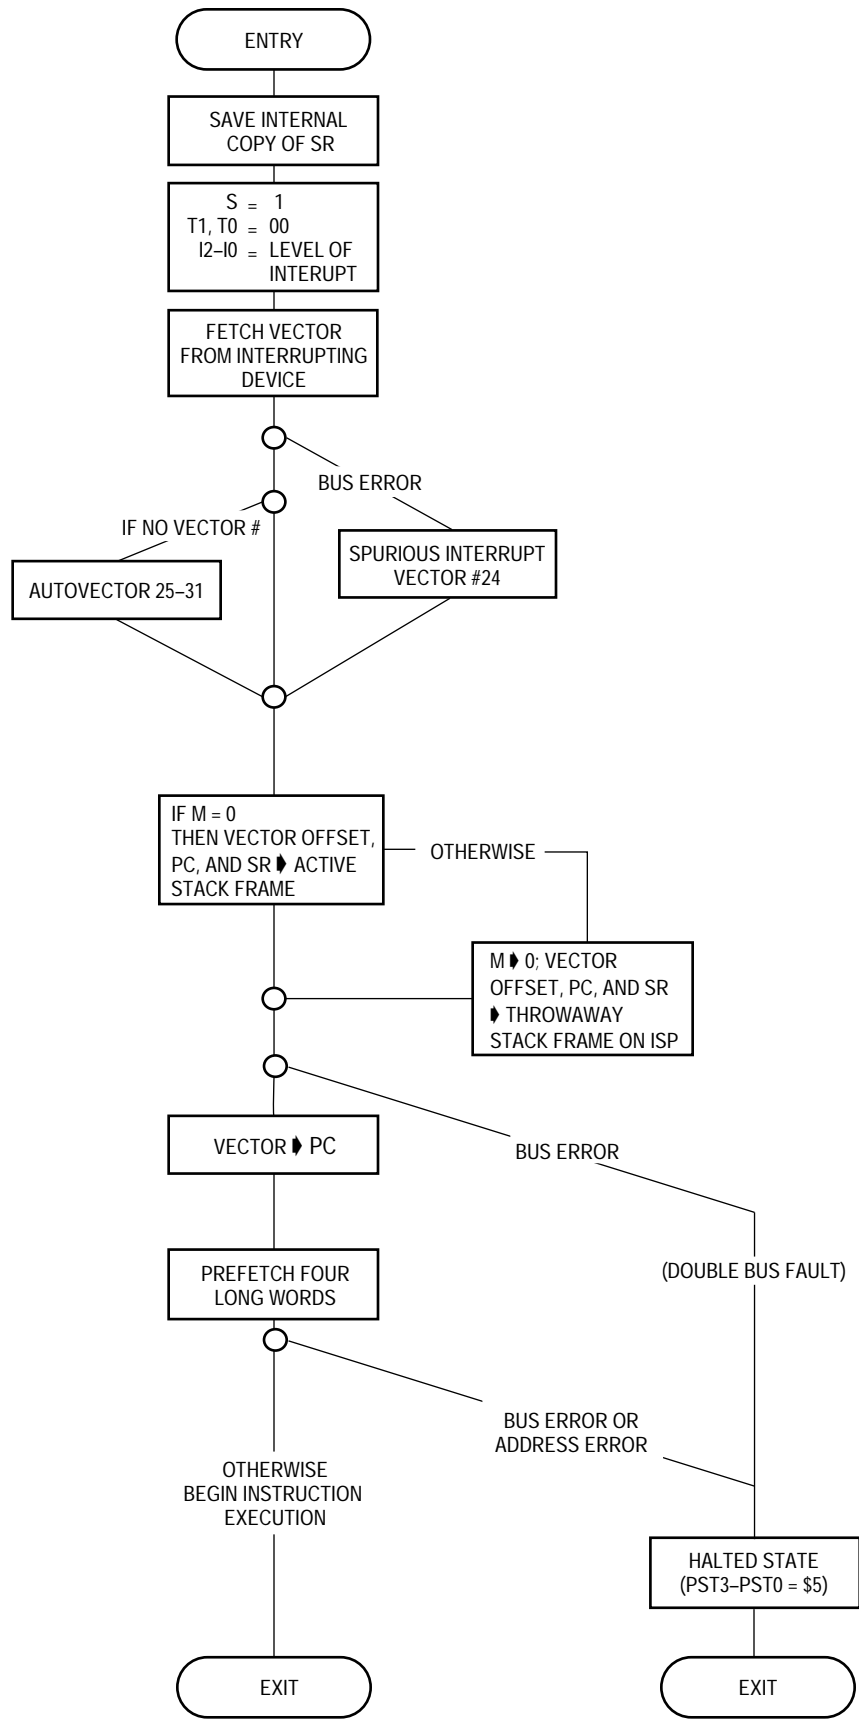 ENTRY
SAVE INTERNAL
COPY OF SR
S = 1
T1, T0 = 00
I2–I0 = LEVEL OF
INTERUPT
FETCH VECTOR
FROM INTERRUPTING
DEVICE
BUS ERROR
IF NO VECTOR #
SPURIOUS INTERRUPT
VECTOR #24
AUTOVECTOR 25–31
IF M = 0
THEN VECTOR OFFSET,
PC, AND SR ➧ ACTIVE
STACK FRAME
OTHERWISE
M ➧ 0; VECTOR
OFFSET, PC, AND SR
➧ THROWAWAY
STACK FRAME ON ISP
VECTOR ➧ PC
BUS ERROR
(DOUBLE BUS FAULT)
PREFETCH FOUR
LONG WORDS
BUS ERROR OR
ADDRESS ERROR
OTHERWISE
BEGIN INSTRUCTION
EXECUTION
HALTED STATE
(PST3–PST0 = $5)
EXIT
EXIT